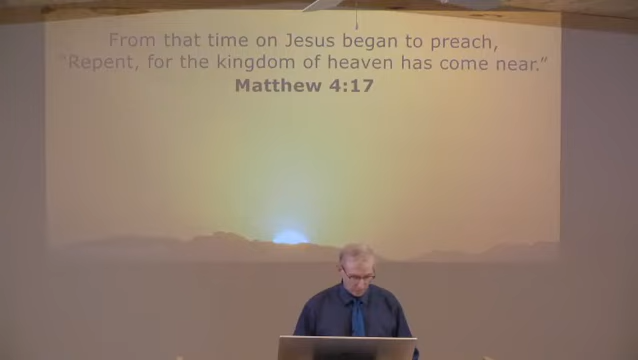 From that time on Jesus began to preach,
“Repent, for the kingdom of heaven has come near.”
Matthew 4:17